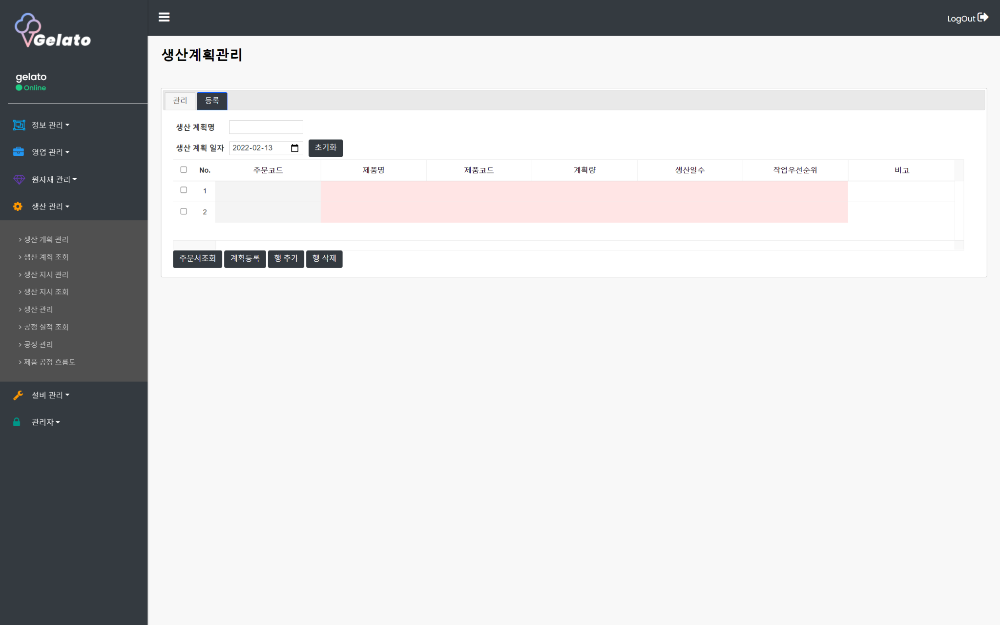 Gelato
LogOut
gelato
Online
정보 관리
영업 관리
원자재 관리
생산 관리
> 생산 계획 관리
> 생산 계획 조회
> 생산 지시 관리
> 생산 지시 조회
> 생산 관리
> 공정 실적 조회
> 공정 관리
> 제품 공정 흐름도
설비 관리
관리자
생산계획관리
관리 등록
생산 계획명
생산 계획 일자 2022-02-13 초기화
No. 주문코드 제품명 제품코드 계획량 생산일수 작업우선순위 비고
1
2
주문서조회 계획등록 행 추가 행 삭제